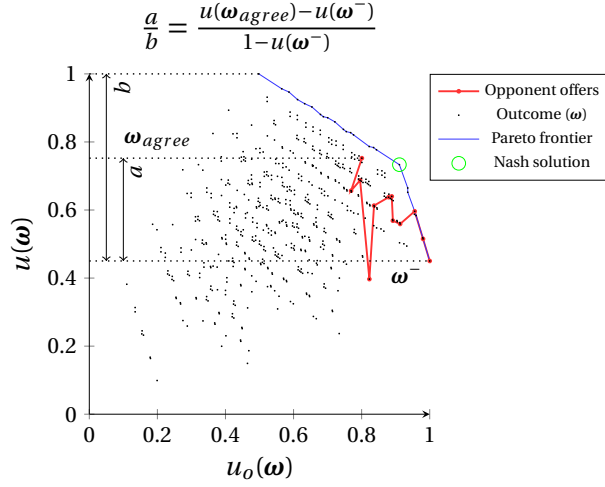 a/b = u(ω_agree)−u(ω⁻) / 1−u(ω⁻)
1
0.8
0.6
0.4
0.2
0
u(ω)
b
a
ω_agree
ω⁻
0
0.2
0.4
0.6
0.8
1
u_o(ω)
Opponent offers
Outcome (ω)
Pareto frontier
Nash solution